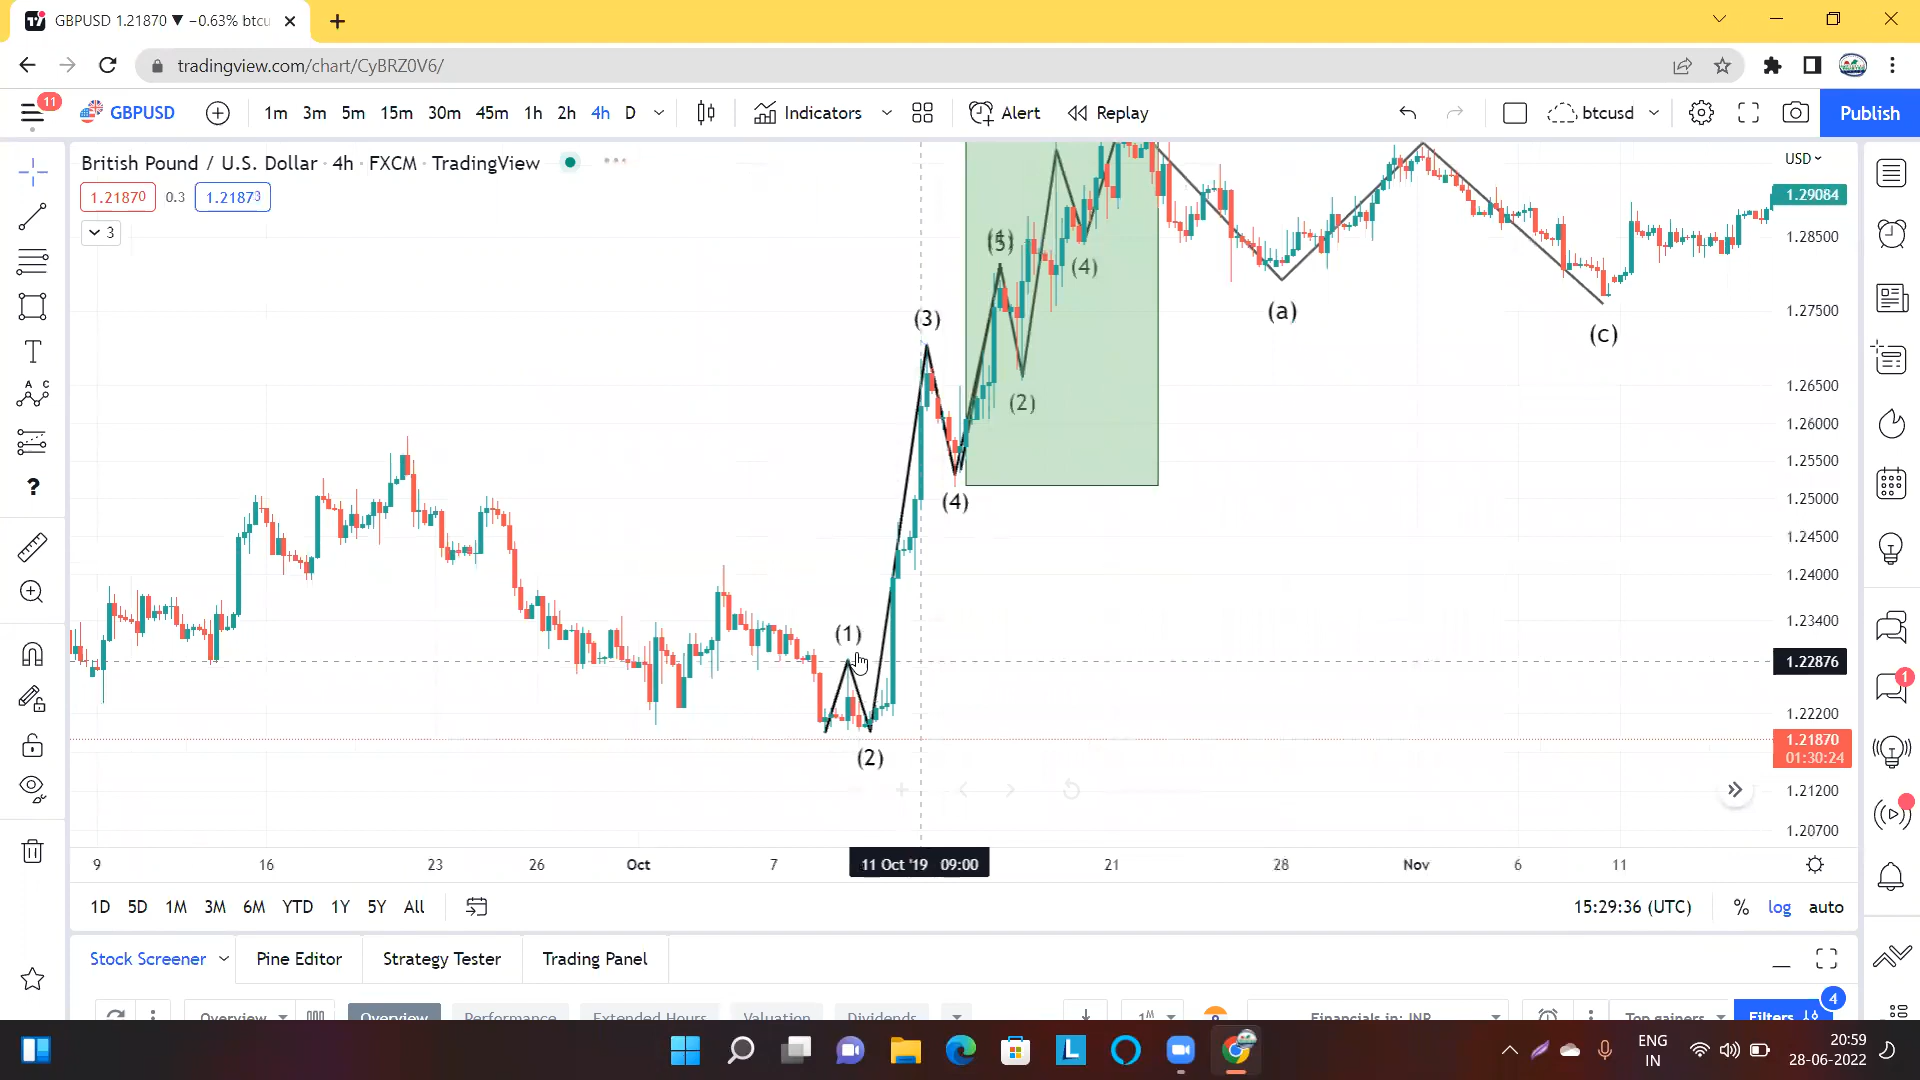 GBPUSD 1.21870 ▼ −0.63% btcu
tradingview.com/chart/CyBRZ0V6/
11
GBPUSD 1m 3m 5m 15m 30m 45m 1h 2h 4h D Indicators Alert Replay btcusd Publish
British Pound / U.S. Dollar · 4h · FXCM · TradingView
USD
1.21870 0.3 1.21873
1.29084
3
1.28500
(5)
(4)
(a)
1.27500
(3)
(c)
1.26500
(2)
1.26000
1.25500
(4)
1.25000
1.24500
1.24000
1.23400
(1)
1.22876
1
1.22200
1.21870
01:30:24
(2)
1.21200
1.20700
9 16 23 26 Oct 7 11 Oct '19 09:00 21 28 Nov 6 11
1D 5D 1M 3M 6M YTD 1Y 5Y All 15:29:36 (UTC) % log auto
Stock Screener Pine Editor Strategy Tester Trading Panel
4
Overview Overview Performance Extended Hours Valuation Dividends 1M Financials in: INR Top gainers Filters
ENG
IN
20:59
28-06-2022